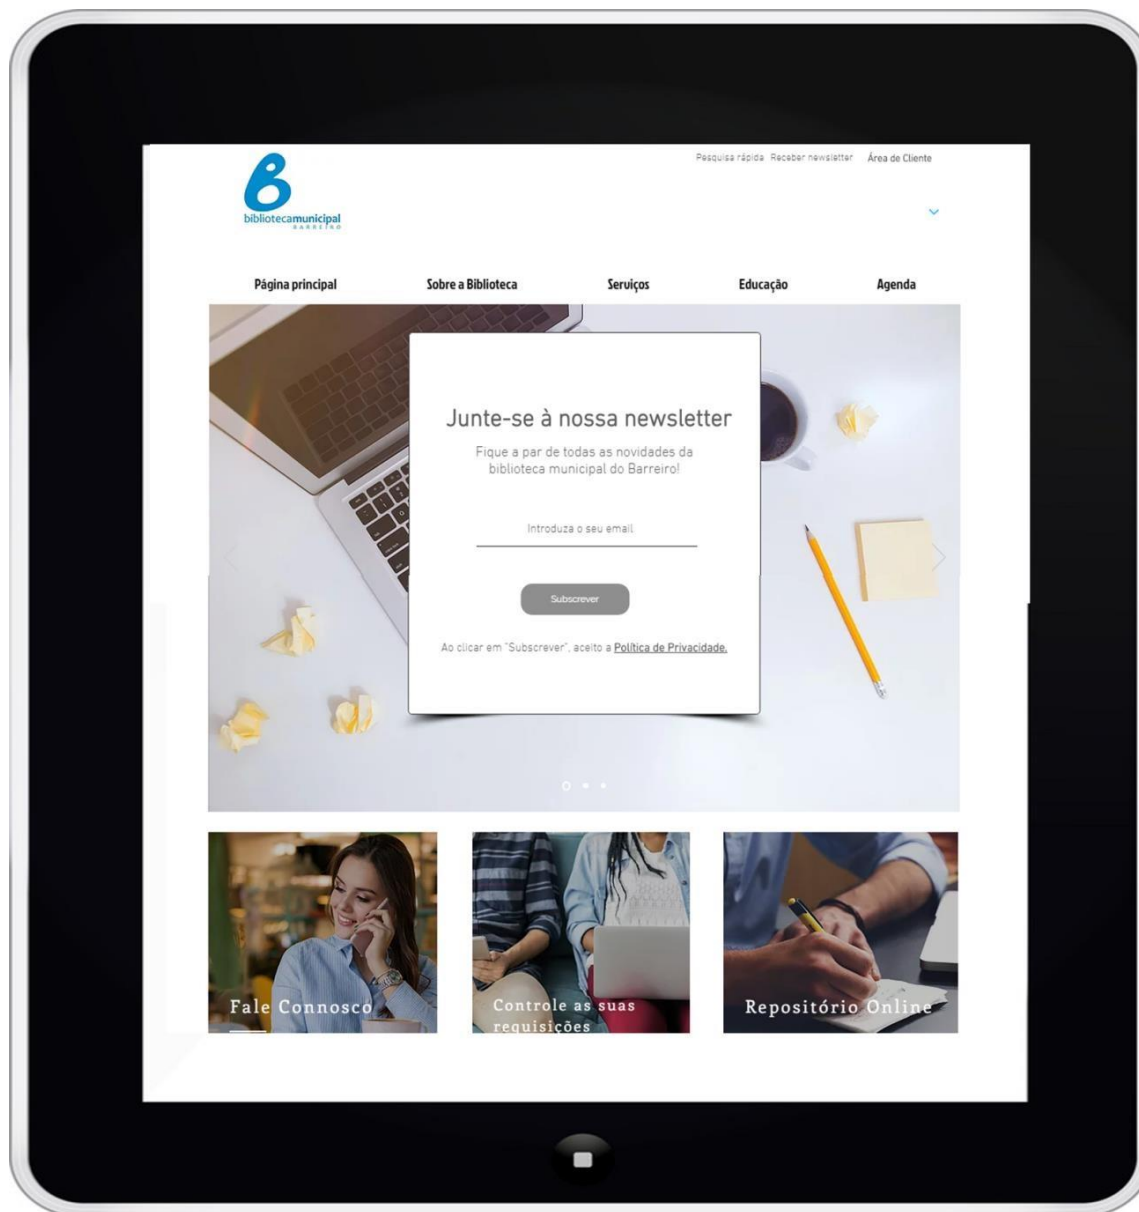 bibliotecamunicipal
BARREIRO
Pesquisa rápida Receber newsletter Área de Cliente
Página principal Sobre a Biblioteca Serviços Educação Agenda
Junte-se à nossa newsletter
Fique a par de todas as novidades da
biblioteca municipal do Barreiro!
Introduza o seu email
Subscrever
Ao clicar em "Subscrever", aceito a Política de Privacidade.
Fale Connosco
Controle as suas
requisições
Repositório Online